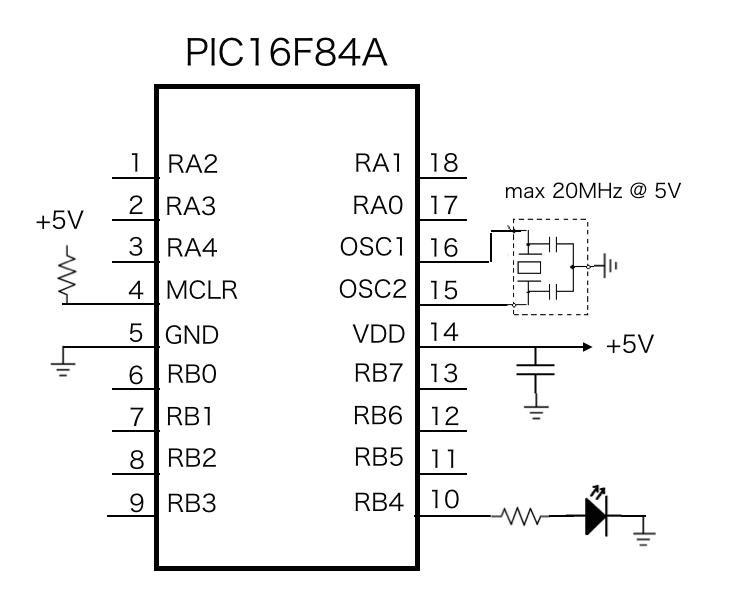 PIC16F84A
1 RA2 RA1 18
max 20MHz @ 5V
2 RA3 RA0 17
+5V
3 RA4 OSC1 16
4 MCLR OSC2 15
5 GND VDD 14
+5V
6 RB0 RB7 13
7 RB1 RB6 12
8 RB2 RB5 11
9 RB3 RB4 10